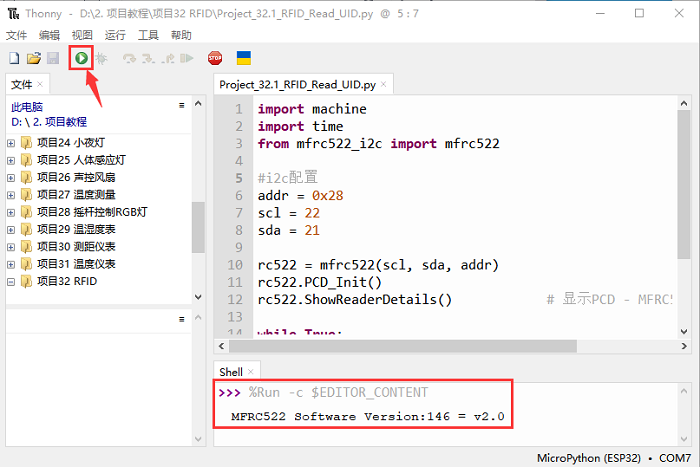 Thonny - D:\2. 项目教程\项目32 RFID\Project_32.1_RFID_Read_UID.py @ 5 : 7
文件 编辑 视图 运行 工具 帮助
STOP
文件 ×
此电脑
D: \ 2. 项目教程
项目24 小夜灯
项目25 人体感应灯
项目26 声控风扇
项目27 温度测量
项目28 摇杆控制RGB灯
项目29 温湿度表
项目30 测距仪表
项目31 温度仪表
项目32 RFID
Project_32.1_RFID_Read_UID.py ×
1 import machine
2 import time
3 from mfrc522_i2c import mfrc522
4
5 #i2c配置
6 addr = 0x28
7 scl = 22
8 sda = 21
9
10 rc522 = mfrc522(scl, sda, addr)
11 rc522.PCD_Init()
12 rc522.ShowReaderDetails() # 显示PCD - MFRC5
13
14 while True:
Shell ×
>>> %Run -c $EDITOR_CONTENT
MFRC522 Software Version:146 = v2.0
MicroPython (ESP32) • COM7